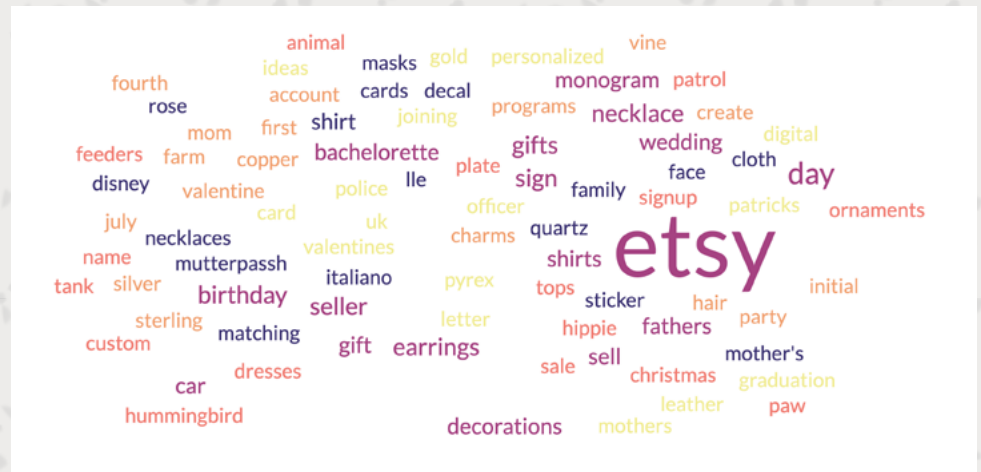 animal
vine
masks
gold
personalized
ideas
fourth
monogram
patrol
account
cards
decal
rose
programs
necklace
create
joining
mom
first
shirt
digital
feeders
farm
copper
bachelorette
gifts
wedding
plate
face
cloth
day
disney
valentine
police
lle
sign
family
signup
card
officer
patricks
ornaments
july
uk
necklaces
valentines
charms
quartz
etsy
name
mutterpassh
shirts
tank
silver
italiano
pyrex
tops
initial
birthday
seller
sticker
hair
sterling
matching
letter
hippie
fathers
party
custom
gift
earrings
sell
mother's
dresses
sale
christmas
graduation
car
leather
paw
hummingbird
decorations
mothers